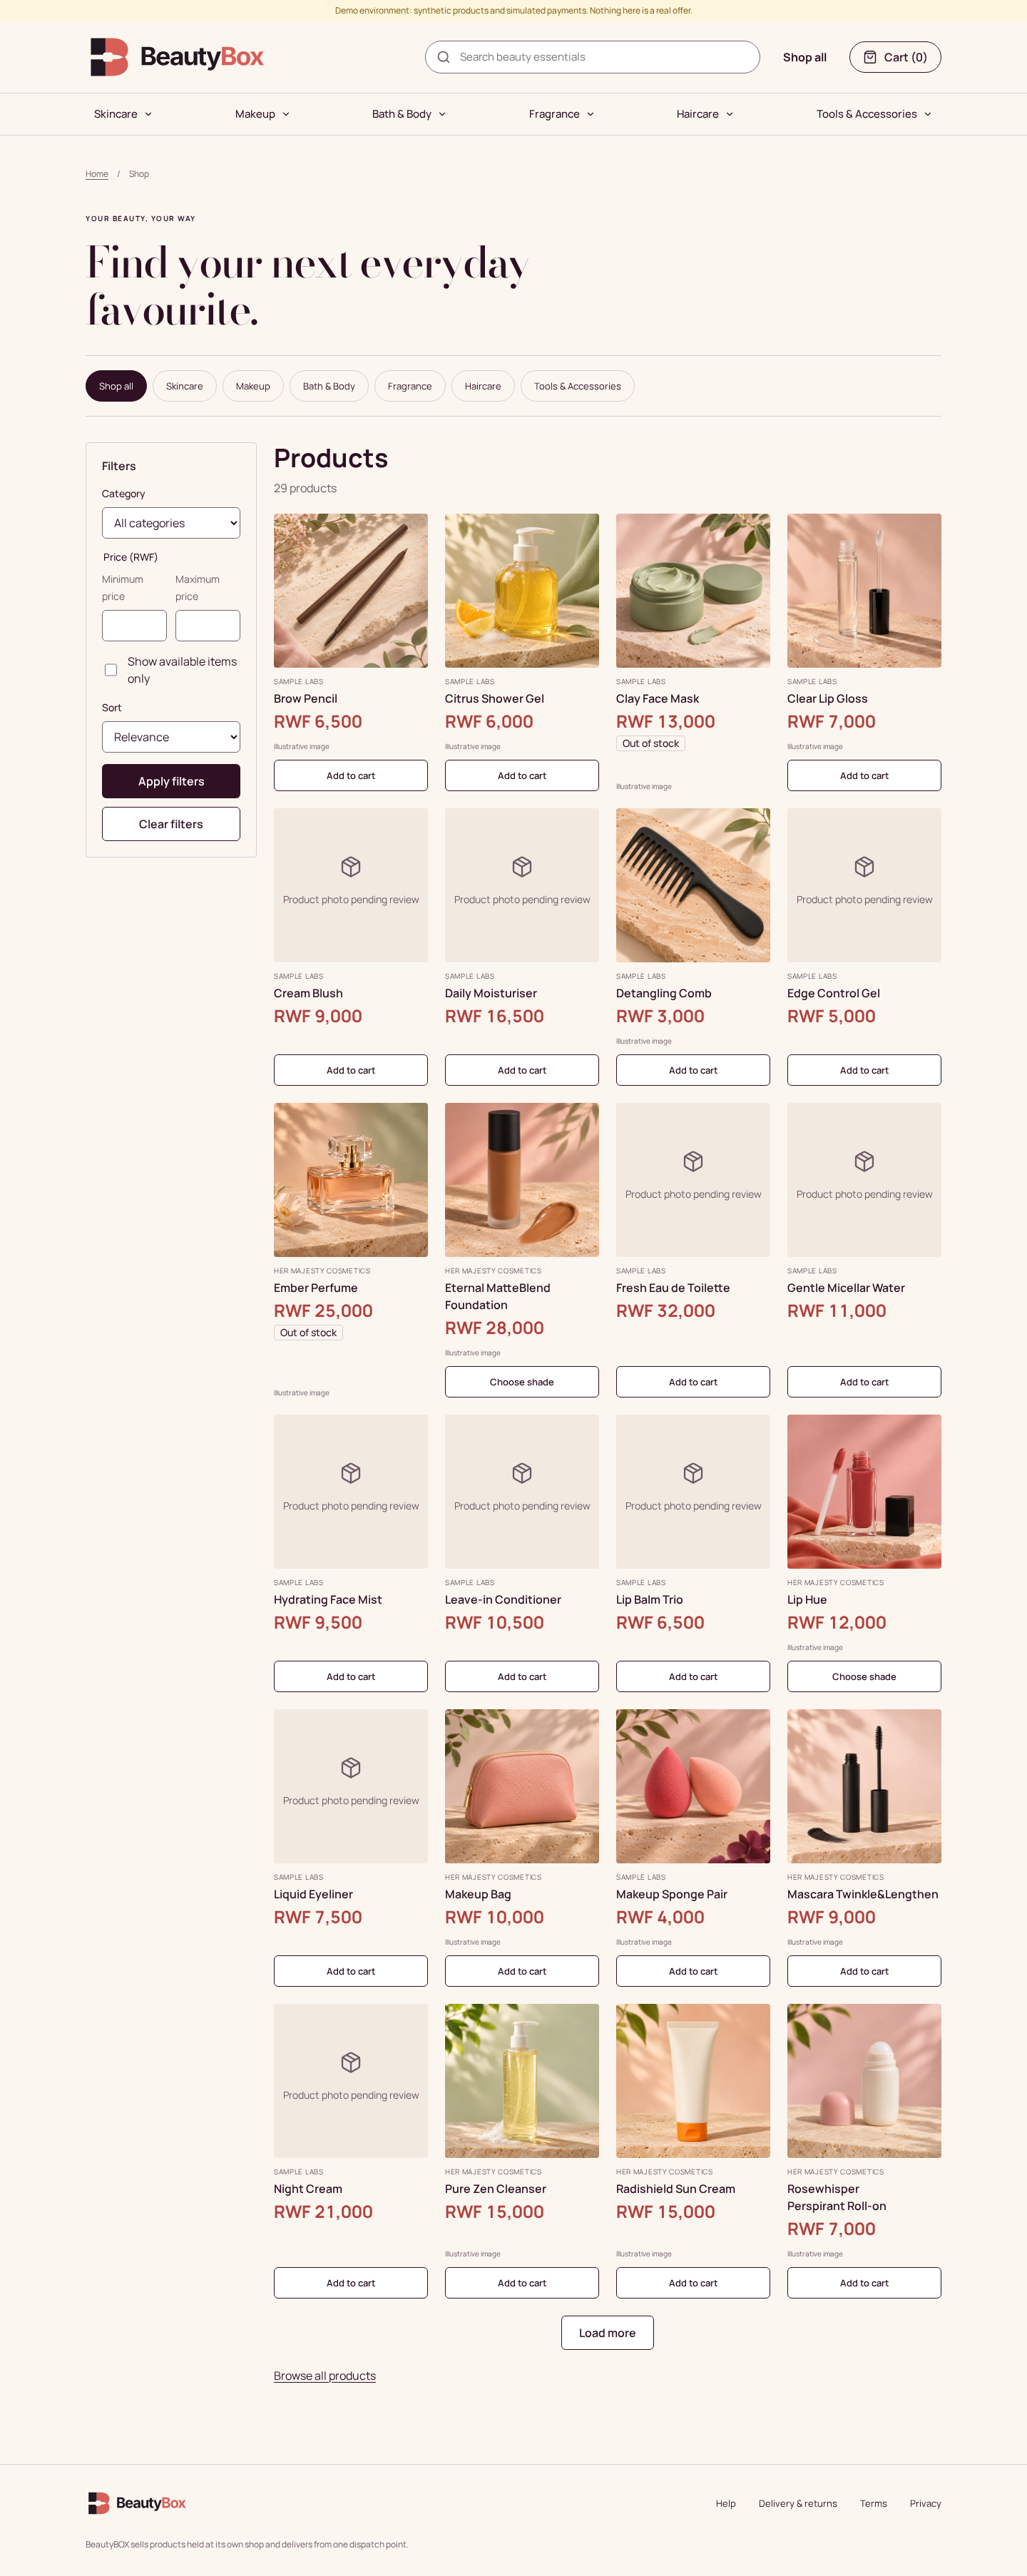 Demo environment: synthetic products and simulated payments. Nothing here is a real offer.
BeautyBox
Search beauty essentials
Shop all
Cart (0)
Skincare
Makeup
Bath & Body
Fragrance
Haircare
Tools & Accessories
Home / Shop
YOUR BEAUTY, YOUR WAY
Find your next everyday
favourite.
Shop all
Skincare
Makeup
Bath & Body
Fragrance
Haircare
Tools & Accessories
Filters
Category
All categories
Price (RWF)
Minimum
price
Maximum
price
Show available items
only
Sort
Relevance
Apply filters
Clear filters
Products
29 products
SAMPLE LABS
Brow Pencil
RWF 6,500
Illustrative image
Add to cart
SAMPLE LABS
Citrus Shower Gel
RWF 6,000
Illustrative image
Add to cart
SAMPLE LABS
Clay Face Mask
RWF 13,000
Out of stock
Illustrative image
SAMPLE LABS
Clear Lip Gloss
RWF 7,000
Illustrative image
Add to cart
Product photo pending review
SAMPLE LABS
Cream Blush
RWF 9,000
Add to cart
Product photo pending review
SAMPLE LABS
Daily Moisturiser
RWF 16,500
Add to cart
SAMPLE LABS
Detangling Comb
RWF 3,000
Illustrative image
Add to cart
Product photo pending review
SAMPLE LABS
Edge Control Gel
RWF 5,000
Add to cart
HER MAJESTY COSMETICS
Ember Perfume
RWF 25,000
Out of stock
Illustrative image
HER MAJESTY COSMETICS
Eternal MatteBlend
Foundation
RWF 28,000
Illustrative image
Choose shade
Product photo pending review
SAMPLE LABS
Fresh Eau de Toilette
RWF 32,000
Add to cart
Product photo pending review
SAMPLE LABS
Gentle Micellar Water
RWF 11,000
Add to cart
Product photo pending review
SAMPLE LABS
Hydrating Face Mist
RWF 9,500
Add to cart
Product photo pending review
SAMPLE LABS
Leave-in Conditioner
RWF 10,500
Add to cart
Product photo pending review
SAMPLE LABS
Lip Balm Trio
RWF 6,500
Add to cart
HER MAJESTY COSMETICS
Lip Hue
RWF 12,000
Illustrative image
Choose shade
Product photo pending review
SAMPLE LABS
Liquid Eyeliner
RWF 7,500
Add to cart
HER MAJESTY COSMETICS
Makeup Bag
RWF 10,000
Illustrative image
Add to cart
SAMPLE LABS
Makeup Sponge Pair
RWF 4,000
Illustrative image
Add to cart
HER MAJESTY COSMETICS
Mascara Twinkle&Lengthen
RWF 9,000
Illustrative image
Add to cart
Product photo pending review
SAMPLE LABS
Night Cream
RWF 21,000
Add to cart
HER MAJESTY COSMETICS
Pure Zen Cleanser
RWF 15,000
Illustrative image
Add to cart
HER MAJESTY COSMETICS
Radishield Sun Cream
RWF 15,000
Illustrative image
Add to cart
HER MAJESTY COSMETICS
Rosewhisper
Perspirant Roll-on
RWF 7,000
Illustrative image
Add to cart
Load more
Browse all products
BeautyBox
Help
Delivery & returns
Terms
Privacy
BeautyBOX sells products held at its own shop and delivers from one dispatch point.